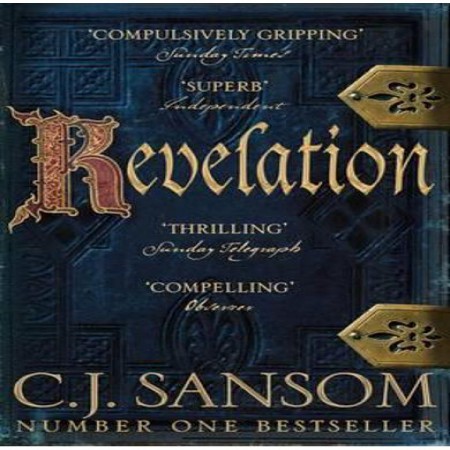 'COMPULSIVELY GRIPPING'
Sunday Times
'SUPERB'
Independent
Revelation
'THRILLING'
Sunday Telegraph
'COMPELLING'
Observer
C.J. SANSOM
NUMBER ONE BESTSELLER